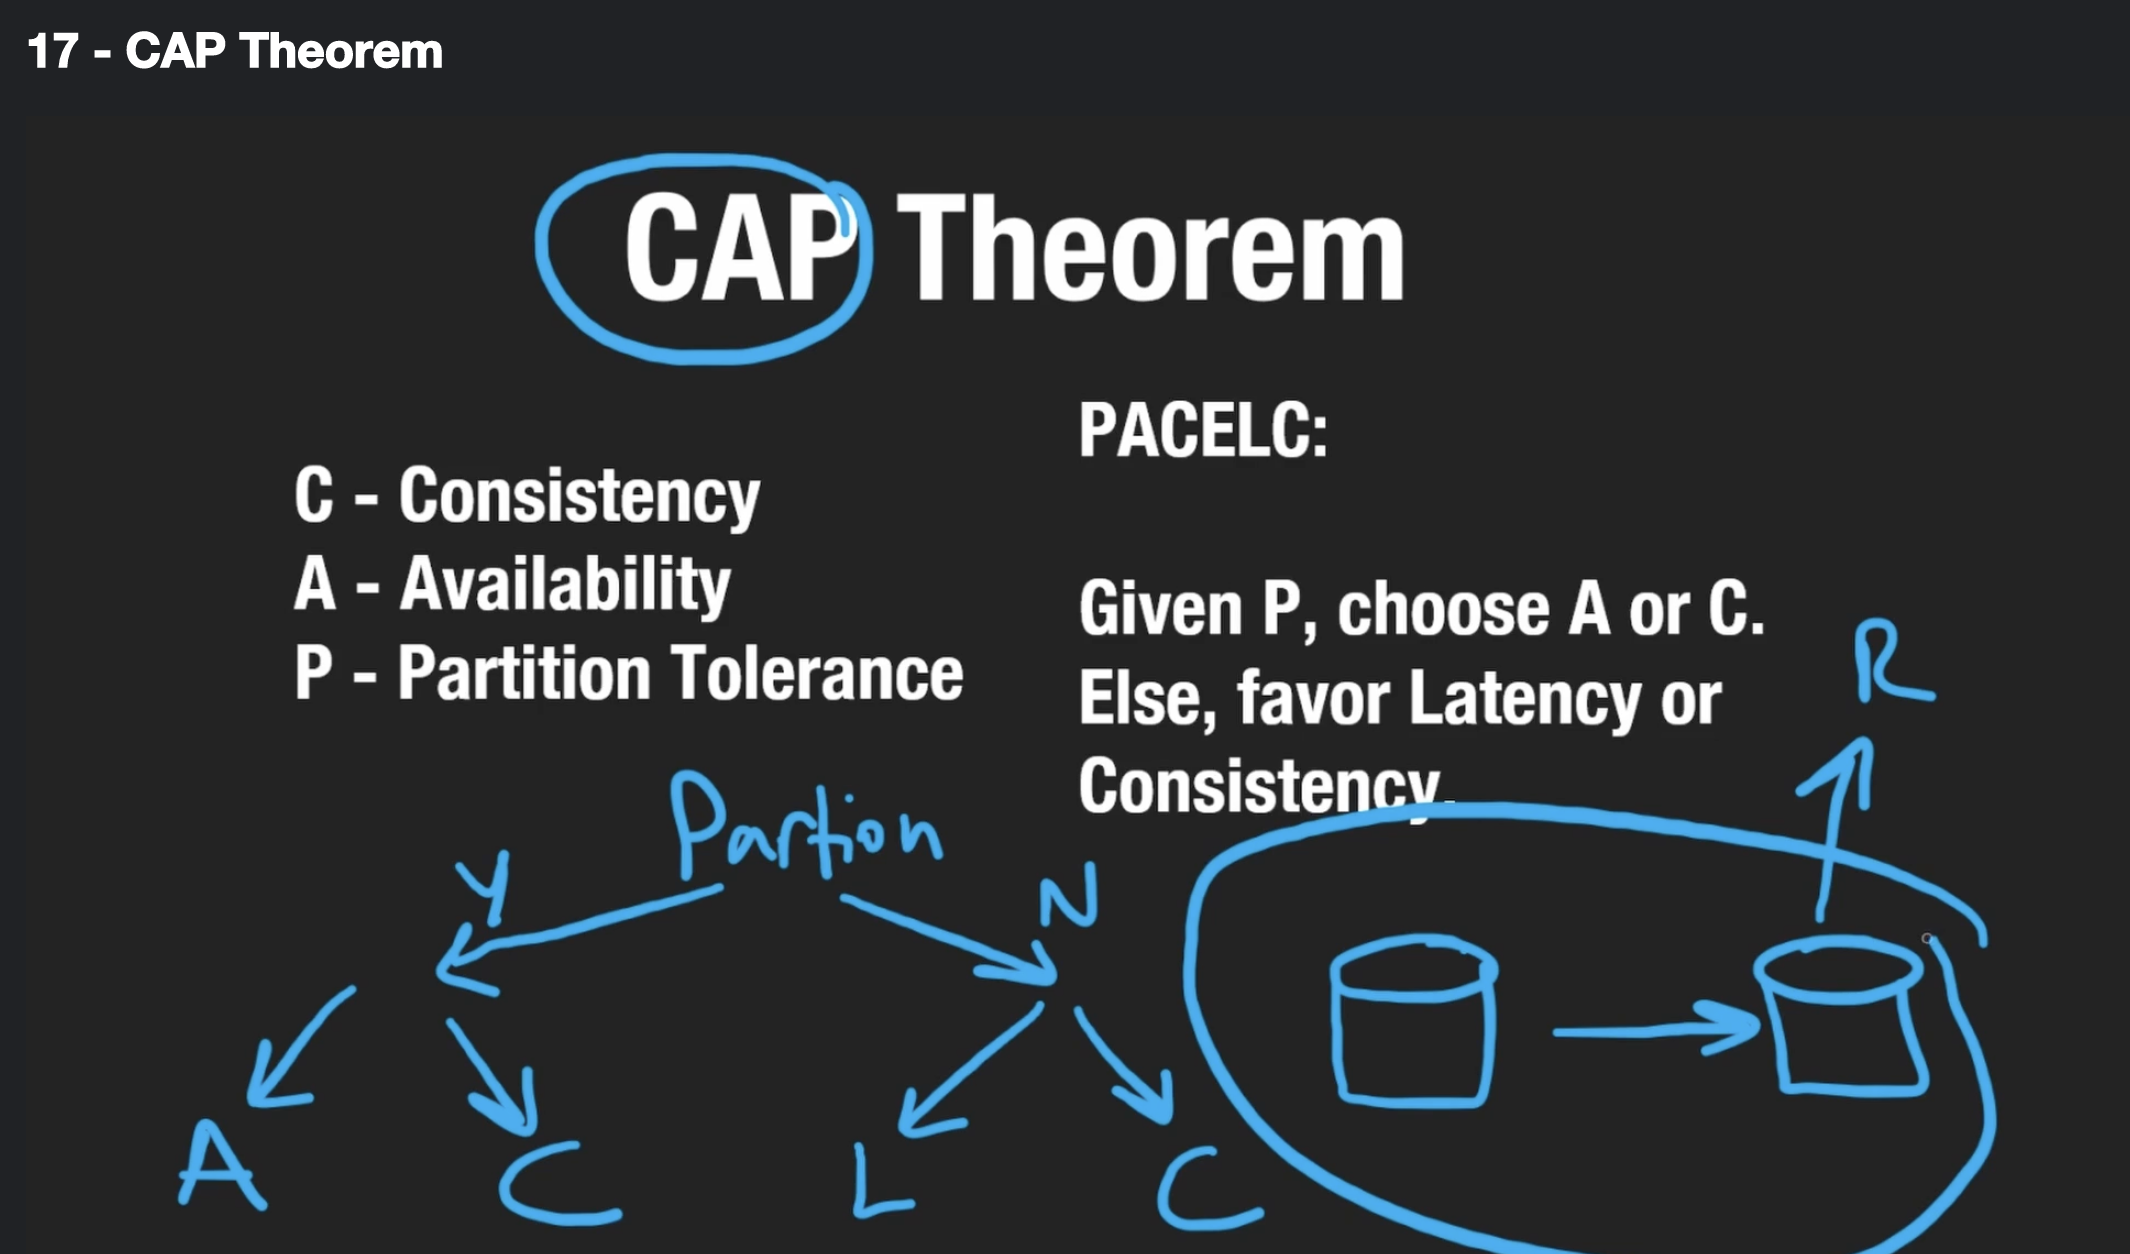 17 - CAP Theorem
CAP Theorem
C - Consistency
A - Availability
P - Partition Tolerance
PACELC:
Given P, choose A or C.
Else, favor Latency or
Consistency.
R
Partion
Y
N
A
C
L
C